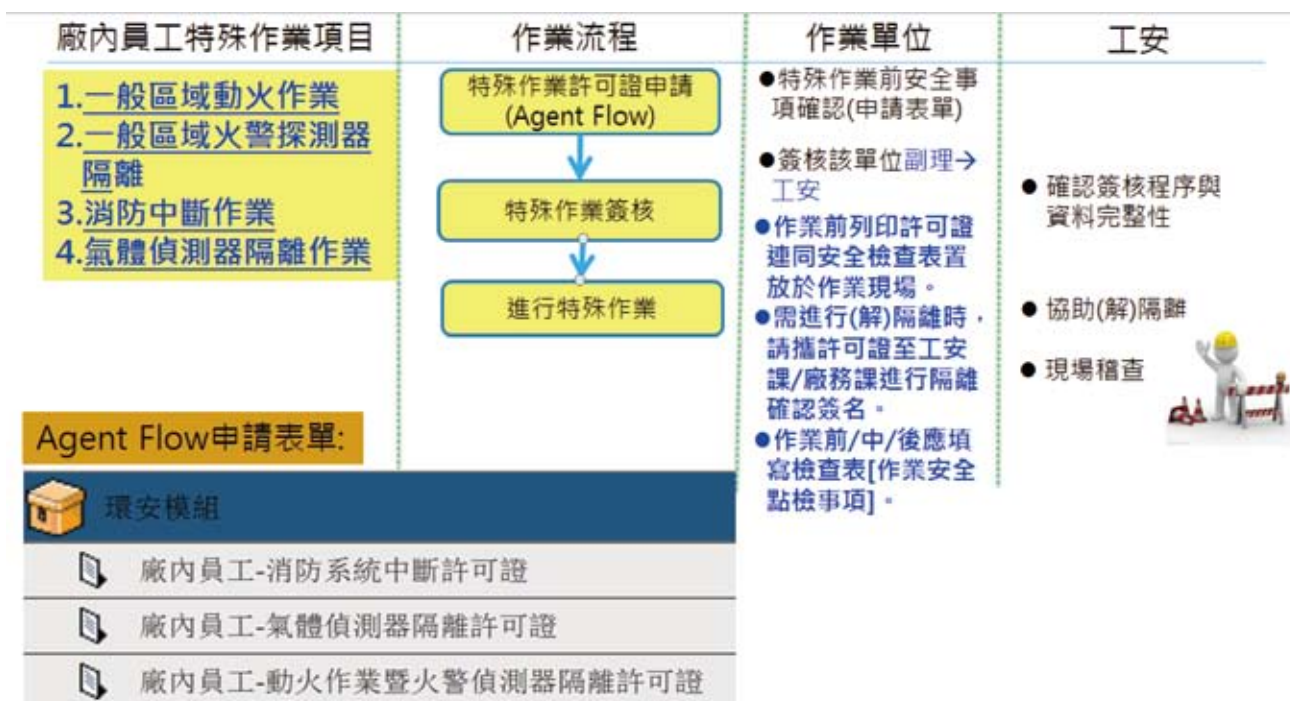 廠內員工特殊作業項目
作業流程
作業單位
工安
1.一般區域動火作業
2.一般區域火警探測器
隔離
3.消防中斷作業
4.氣體偵測器隔離作業
特殊作業許可證申請
(Agent Flow)
特殊作業簽核
進行特殊作業
●特殊作業前安全事
項確認(申請表單)
●簽核該單位副理→
工安
●作業前列印許可證
連同安全檢查表置
放於作業現場。
●需進行(解)隔離時，
請攜許可證至工安
課/廠務課進行隔離
確認簽名。
●作業前/中/後應填
寫檢查表[作業安全
點檢事項]。
● 確認簽核程序與
資料完整性
● 協助(解)隔離
● 現場稽查
Agent Flow申請表單:
環安模組
廠內員工-消防系統中斷許可證
廠內員工-氣體偵測器隔離許可證
廠內員工-動火作業暨火警偵測器隔離許可證